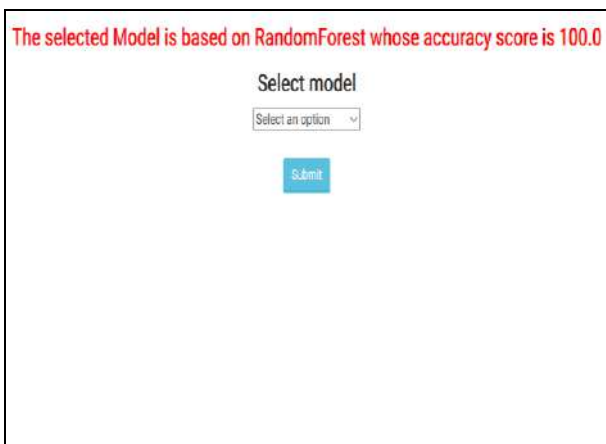 The selected Model is based on RandomForest whose accuracy score is 100.0
Select model
Select an option
Submit